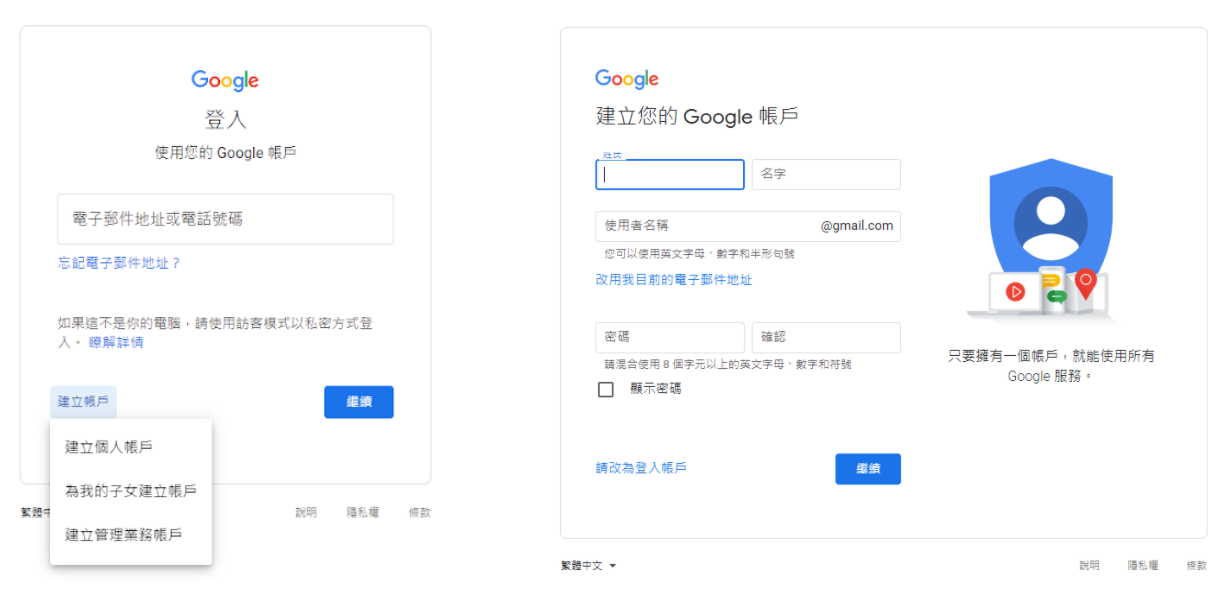 Google
登入
使用您的 Google 帳戶
電子郵件地址或電話號碼
忘記電子郵件地址？
如果這不是你的電腦，請使用訪客模式以私密方式登
入。 瞭解詳情
建立帳戶
繼續
建立個人帳戶
為我的子女建立帳戶
建立管理業務帳戶
繁體中
說明 隱私權 條款
Google
建立您的 Google 帳戶
姓氏
名字
使用者名稱 @gmail.com
您可以使用英文字母、數字和半形句號
改用我目前的電子郵件地址
密碼 確認
請混合使用 8 個字元以上的英文字母、數字和符號
顯示密碼
請改為登入帳戶 繼續
只要擁有一個帳戶，就能使用所有
Google 服務。
繁體中文
說明 隱私權 條款